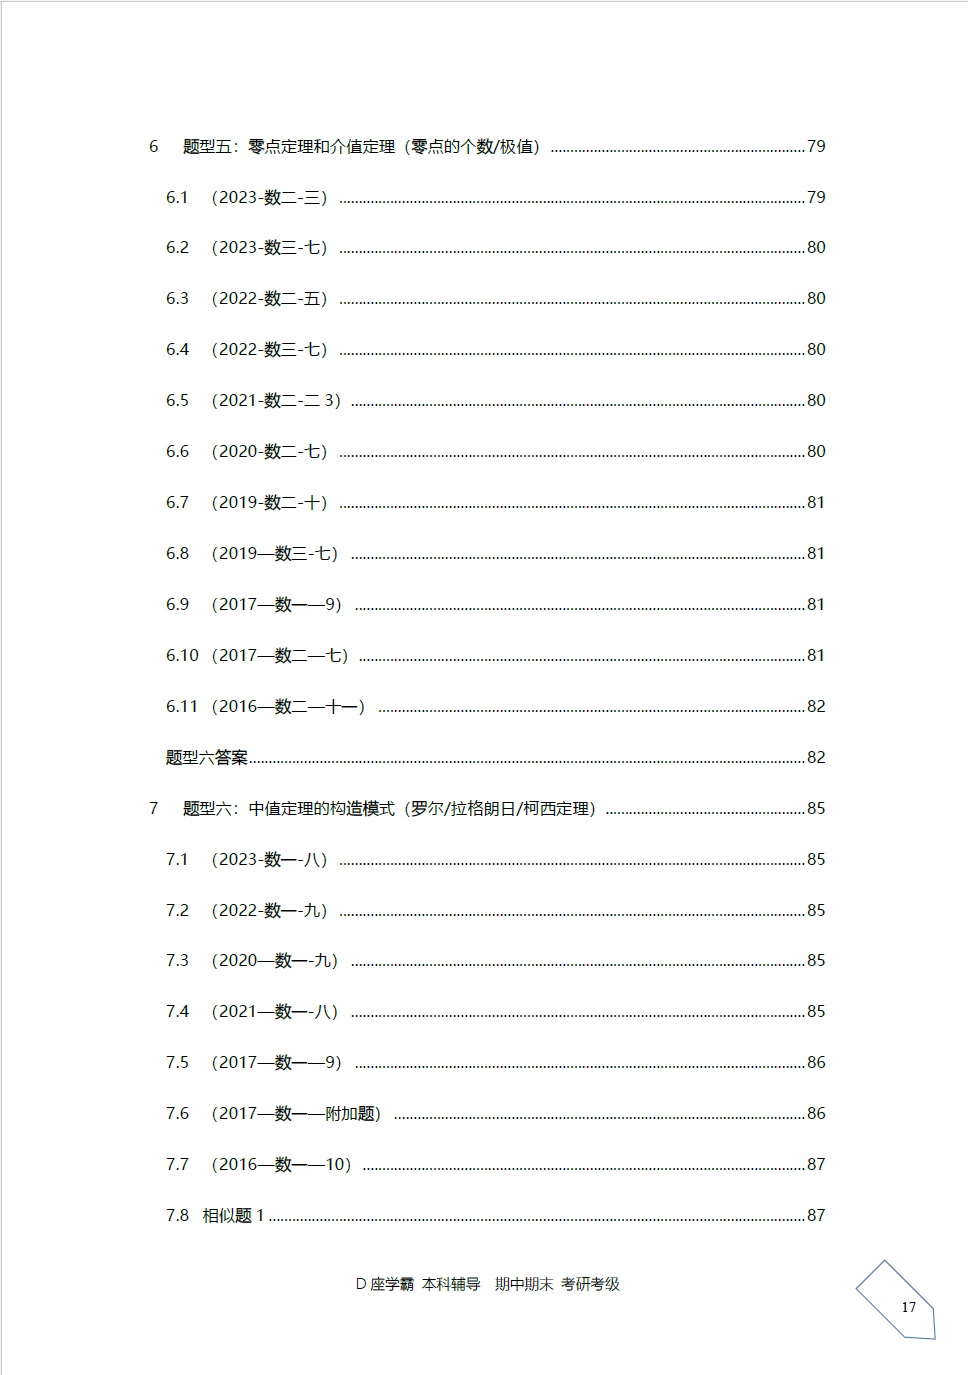 6 题型五：零点定理和介值定理（零点的个数/极值）79
6.1 （2023-数二-三）79
6.2 （2023-数三-七）80
6.3 （2022-数二-五）80
6.4 （2022-数三-七）80
6.5 （2021-数二-二 3）80
6.6 （2020-数二-七）80
6.7 （2019-数二-十）81
6.8 （2019—数三-七）81
6.9 （2017—数一—9）81
6.10 （2017—数二—七）81
6.11 （2016—数二—十一）82
题型六答案82
7 题型六：中值定理的构造模式（罗尔/拉格朗日/柯西定理）85
7.1 （2023-数一-八）85
7.2 （2022-数一-九）85
7.3 （2020—数一-九）85
7.4 （2021—数一-八）85
7.5 （2017—数一—9）86
7.6 （2017—数一—附加题）86
7.7 （2016—数一—10）87
7.8 相似题 1 87
D 座学霸 本科辅导 期中期末 考研考级
17